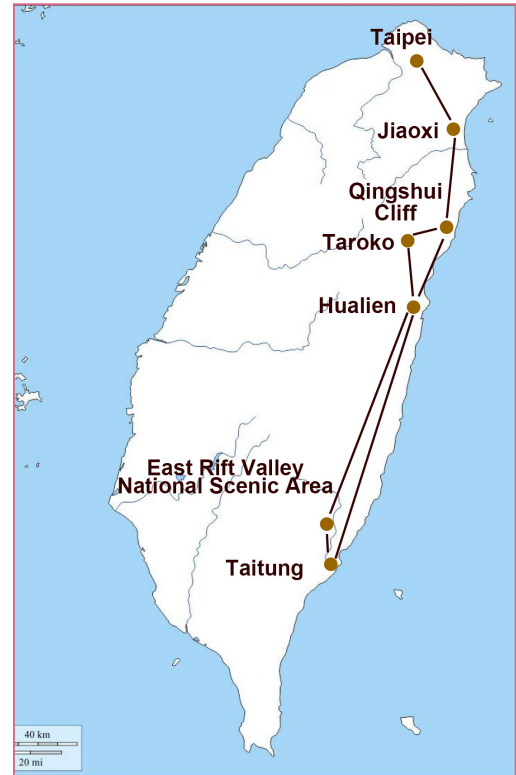 Taipei
Jiaoxi
Qingshui
Cliff
Taroko
Hualien
East Rift Valley
National Scenic Area
Taitung
40 km
20 mi